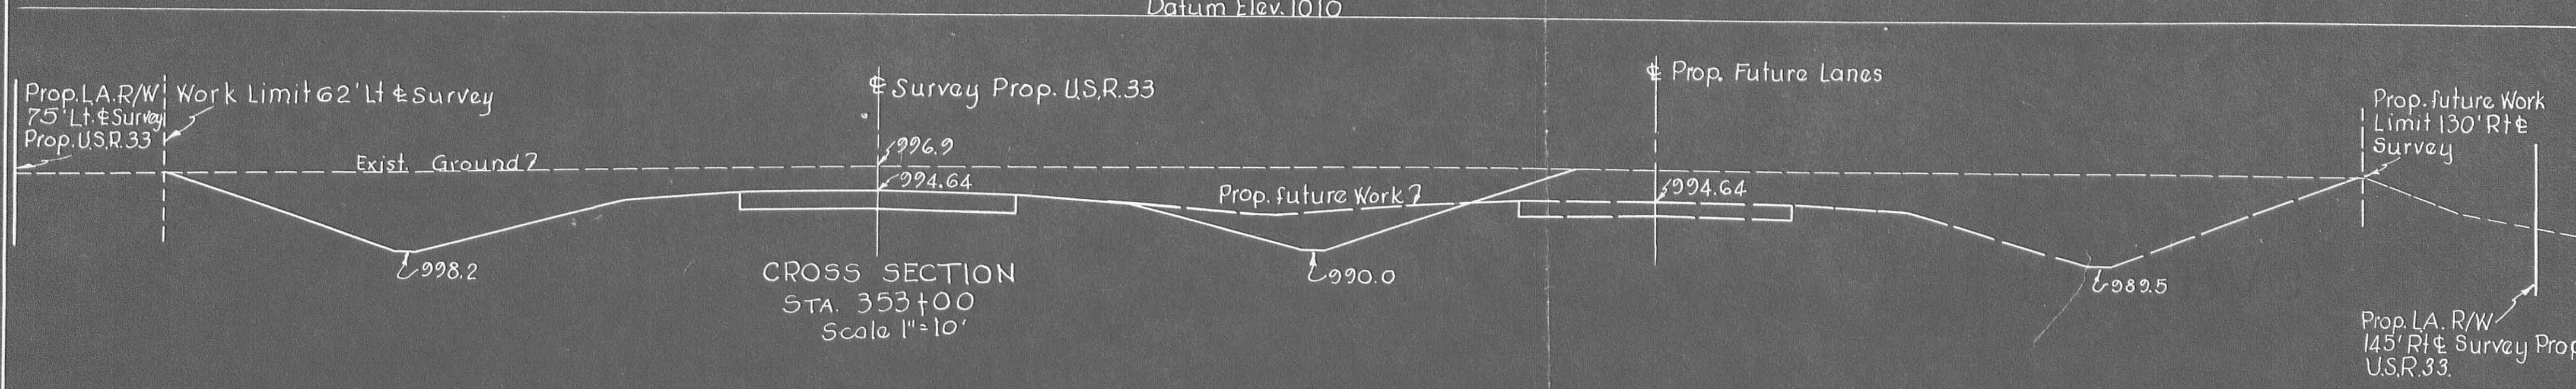 Datum Elev. 1010
Prop. L.A. R/W
75' Lt. ℄ Survey
Prop. U.S.R. 33
Work Limit 62' Lt ℄ Survey
℄ Survey Prop. U.S.R. 33
℄ Prop. Future Lanes
Prop. future Work
Limit 130' Rt ℄
Survey
Exist. Ground
996.9
994.64
Prop. future Work
994.64
998.2
990.0
989.5
CROSS SECTION
STA. 353+00
Scale 1"=10'
Prop. L.A. R/W
145' Rt ℄ Survey Prop
U.S.R. 33.